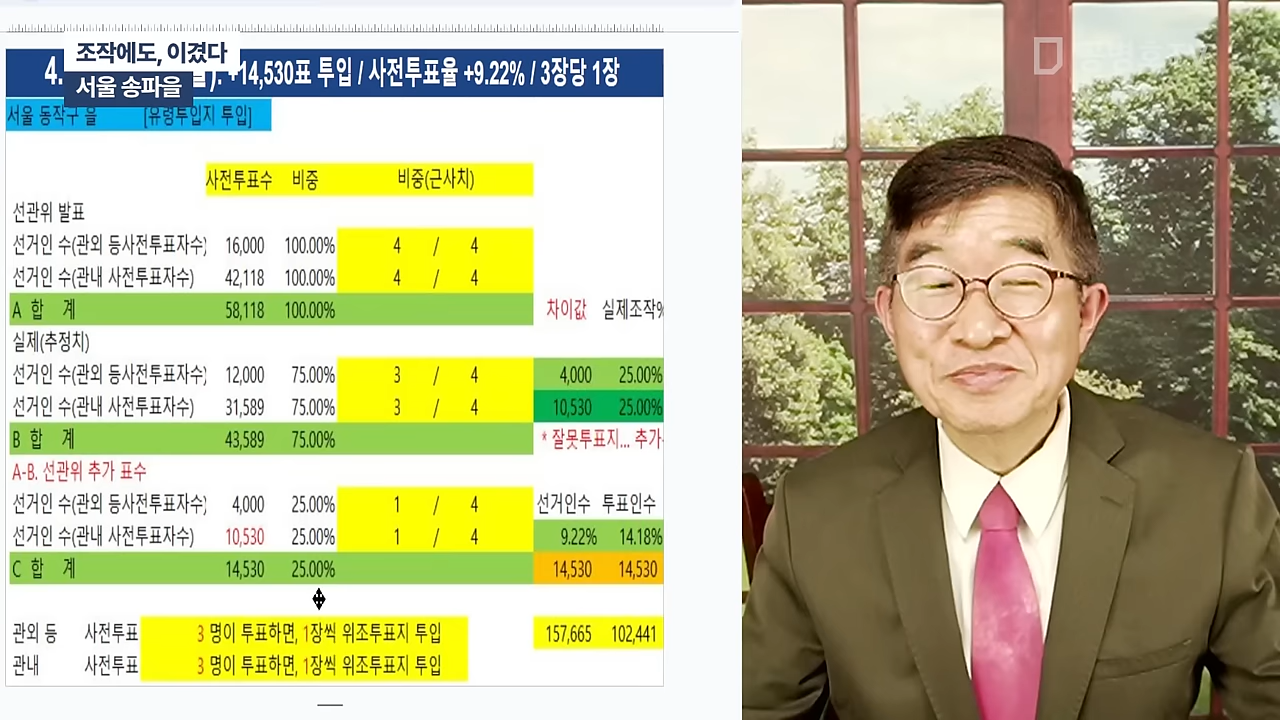 조작에도, 이겼다
서울 송파을
4. 을): +14,530표 투입 / 사전투표율 +9.22% / 3장당 1장
서울 동작구 을 [유령투입지 투입]
사전투표수 비중 비중(근사치)
선관위 발표
선거인 수(관외 등사전투표자수) 16,000 100.00% 4 / 4
선거인 수(관내 사전투표자수) 42,118 100.00% 4 / 4
A 합 계 58,118 100.00% 차이값 실제조작%
실제(추정치)
선거인 수(관외 등사전투표자수) 12,000 75.00% 3 / 4 4,000 25.00%
선거인 수(관내 사전투표자수) 31,589 75.00% 3 / 4 10,530 25.00%
B 합 계 43,589 75.00% * 잘못투표지... 추가
A-B. 선관위 추가 표수
선거인 수(관외 등사전투표자수) 4,000 25.00% 1 / 4 선거인수 투표인수
선거인 수(관내 사전투표자수) 10,530 25.00% 1 / 4 9.22% 14.18%
C 합 계 14,530 25.00% 14,530 14,530
관외 등 사전투표 3 명이 투표하면, 1장씩 위조투표지 투입 157,665 102,441
관내 사전투표 3 명이 투표하면, 1장씩 위조투표지 투입